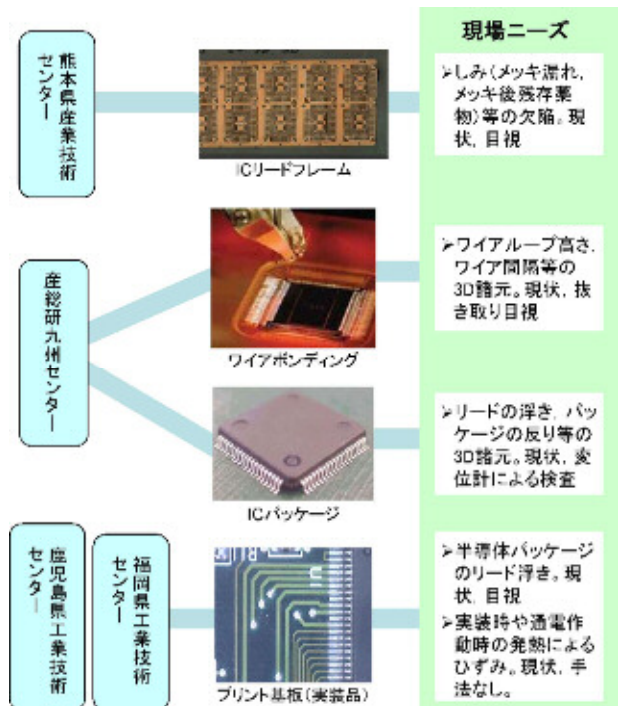 現場ニーズ
熊本県産業技術
センター
ICリードフレーム
➢しみ(メッキ漏れ,
メッキ後残存薬
物)等の欠陥。現
状,目視
産総研九州センター
ワイアボンディング
➢ワイアループ高さ,
ワイア間隔等の
3D諸元。現状,抜
き取り目視
ICパッケージ
➢リードの浮き,パッ
ケージの反り等の
3D諸元。現状,変
位計による検査
鹿児島県工業技術
センター
福岡県工業技術
センター
プリント基板(実装品)
➢半導体パッケージ
のリード浮き。現
状,目視
➢実装時や通電作
動時の発熱による
ひずみ。現状,手
法なし。